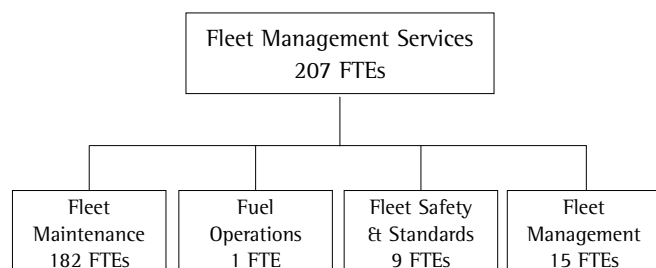 Fleet Management Services
207 FTEs
Fleet
Maintenance
182 FTEs
Fuel
Operations
1 FTE
Fleet Safety
& Standards
9 FTEs
Fleet
Management
15 FTEs